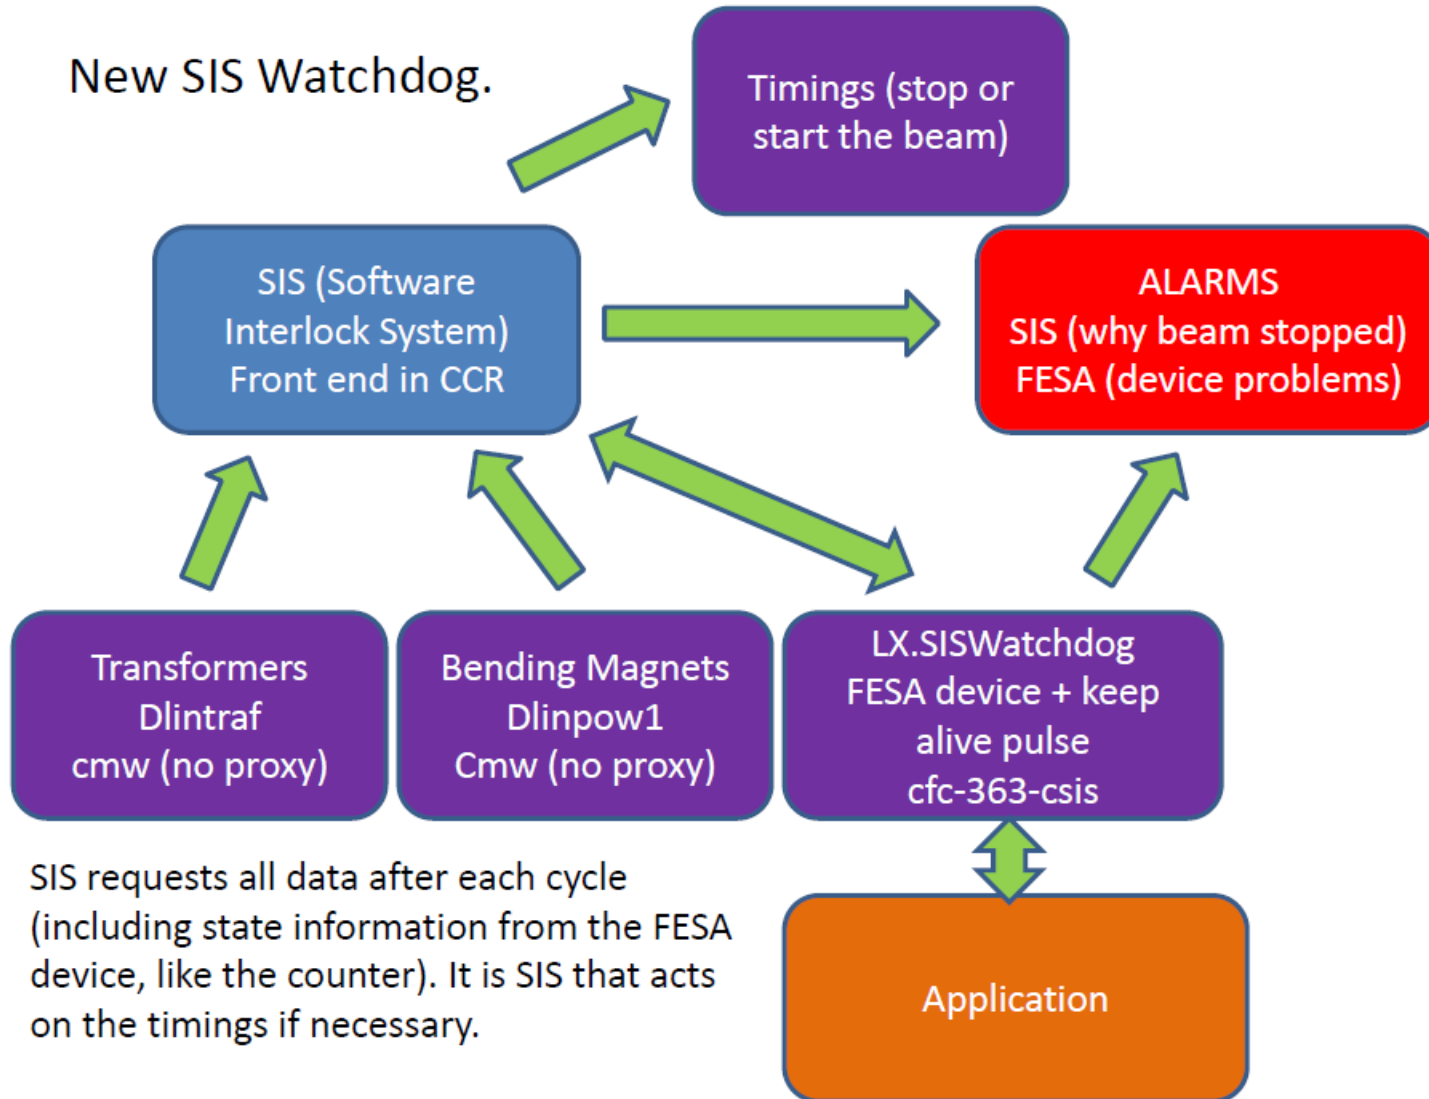 New SIS Watchdog.
Timings (stop or
start the beam)
SIS (Software
Interlock System)
Front end in CCR
ALARMS
SIS (why beam stopped)
FESA (device problems)
Transformers
Dlintraf
cmw (no proxy)
Bending Magnets
Dlinpow1
Cmw (no proxy)
LX.SISWatchdog
FESA device + keep
alive pulse
cfc-363-csis
SIS requests all data after each cycle
(including state information from the FESA
device, like the counter). It is SIS that acts
on the timings if necessary.
Application